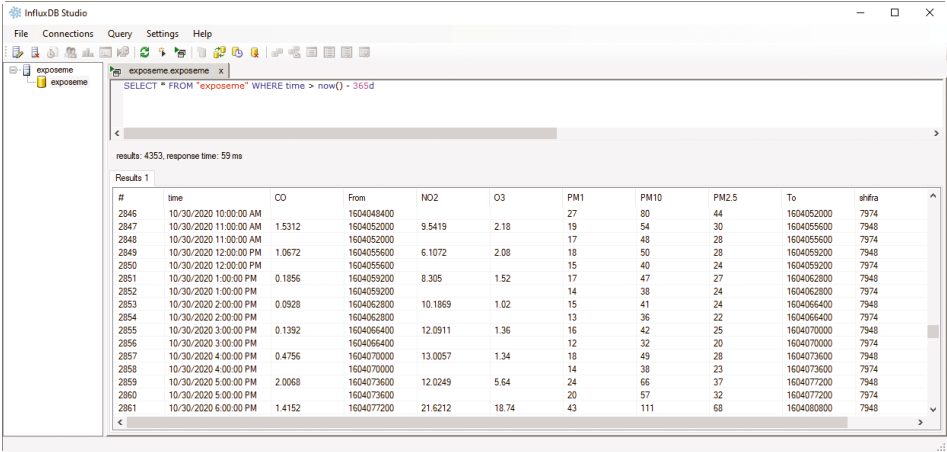 InfluxDB Studio
File Connections Query Settings Help
exposeme
exposeme
exposeme.exposeme x
SELECT * FROM "exposeme" WHERE time > now() - 365d
results: 4353, response time: 59 ms
Results 1
# time CO From NO2 O3 PM1 PM10 PM2.5 To shifra
2846 10/30/2020 10:00:00 AM 1604048400 27 80 44 1604052000 7974
2847 10/30/2020 11:00:00 AM 1.5312 1604052000 9.5419 2.18 19 54 30 1604055600 7948
2848 10/30/2020 11:00:00 AM 1604052000 17 48 28 1604055600 7974
2849 10/30/2020 12:00:00 PM 1.0672 1604055600 6.1072 2.08 18 50 28 1604059200 7948
2850 10/30/2020 12:00:00 PM 1604055600 15 40 24 1604059200 7974
2851 10/30/2020 1:00:00 PM 0.1856 1604059200 8.305 1.52 17 47 27 1604062800 7948
2852 10/30/2020 1:00:00 PM 1604059200 14 38 24 1604062800 7974
2853 10/30/2020 2:00:00 PM 0.0928 1604062800 10.1869 1.02 15 41 24 1604066400 7948
2854 10/30/2020 2:00:00 PM 1604062800 13 36 22 1604066400 7974
2855 10/30/2020 3:00:00 PM 0.1392 1604066400 12.0911 1.36 16 42 25 1604070000 7948
2856 10/30/2020 3:00:00 PM 1604066400 12 32 20 1604070000 7974
2857 10/30/2020 4:00:00 PM 0.4756 1604070000 13.0057 1.34 18 49 28 1604073600 7948
2858 10/30/2020 4:00:00 PM 1604070000 14 38 23 1604073600 7974
2859 10/30/2020 5:00:00 PM 2.0068 1604073600 12.0249 5.64 24 66 37 1604077200 7948
2860 10/30/2020 5:00:00 PM 1604073600 20 57 32 1604077200 7974
2861 10/30/2020 6:00:00 PM 1.4152 1604077200 21.6212 18.74 43 111 68 1604080800 7948